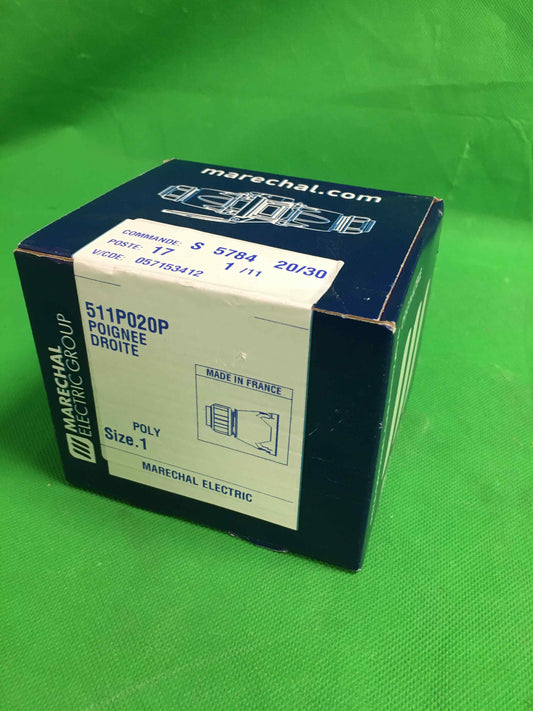 marechal.com
COMMANDE: S 5784 20/30
POSTE: 17 1 /11
V/CDE: 057153412
511P020P
POIGNEE
DROITE
MADE IN FRANCE
POLY
Size.1
MARECHAL ELECTRIC
MARECHAL
ELECTRIC GROUP